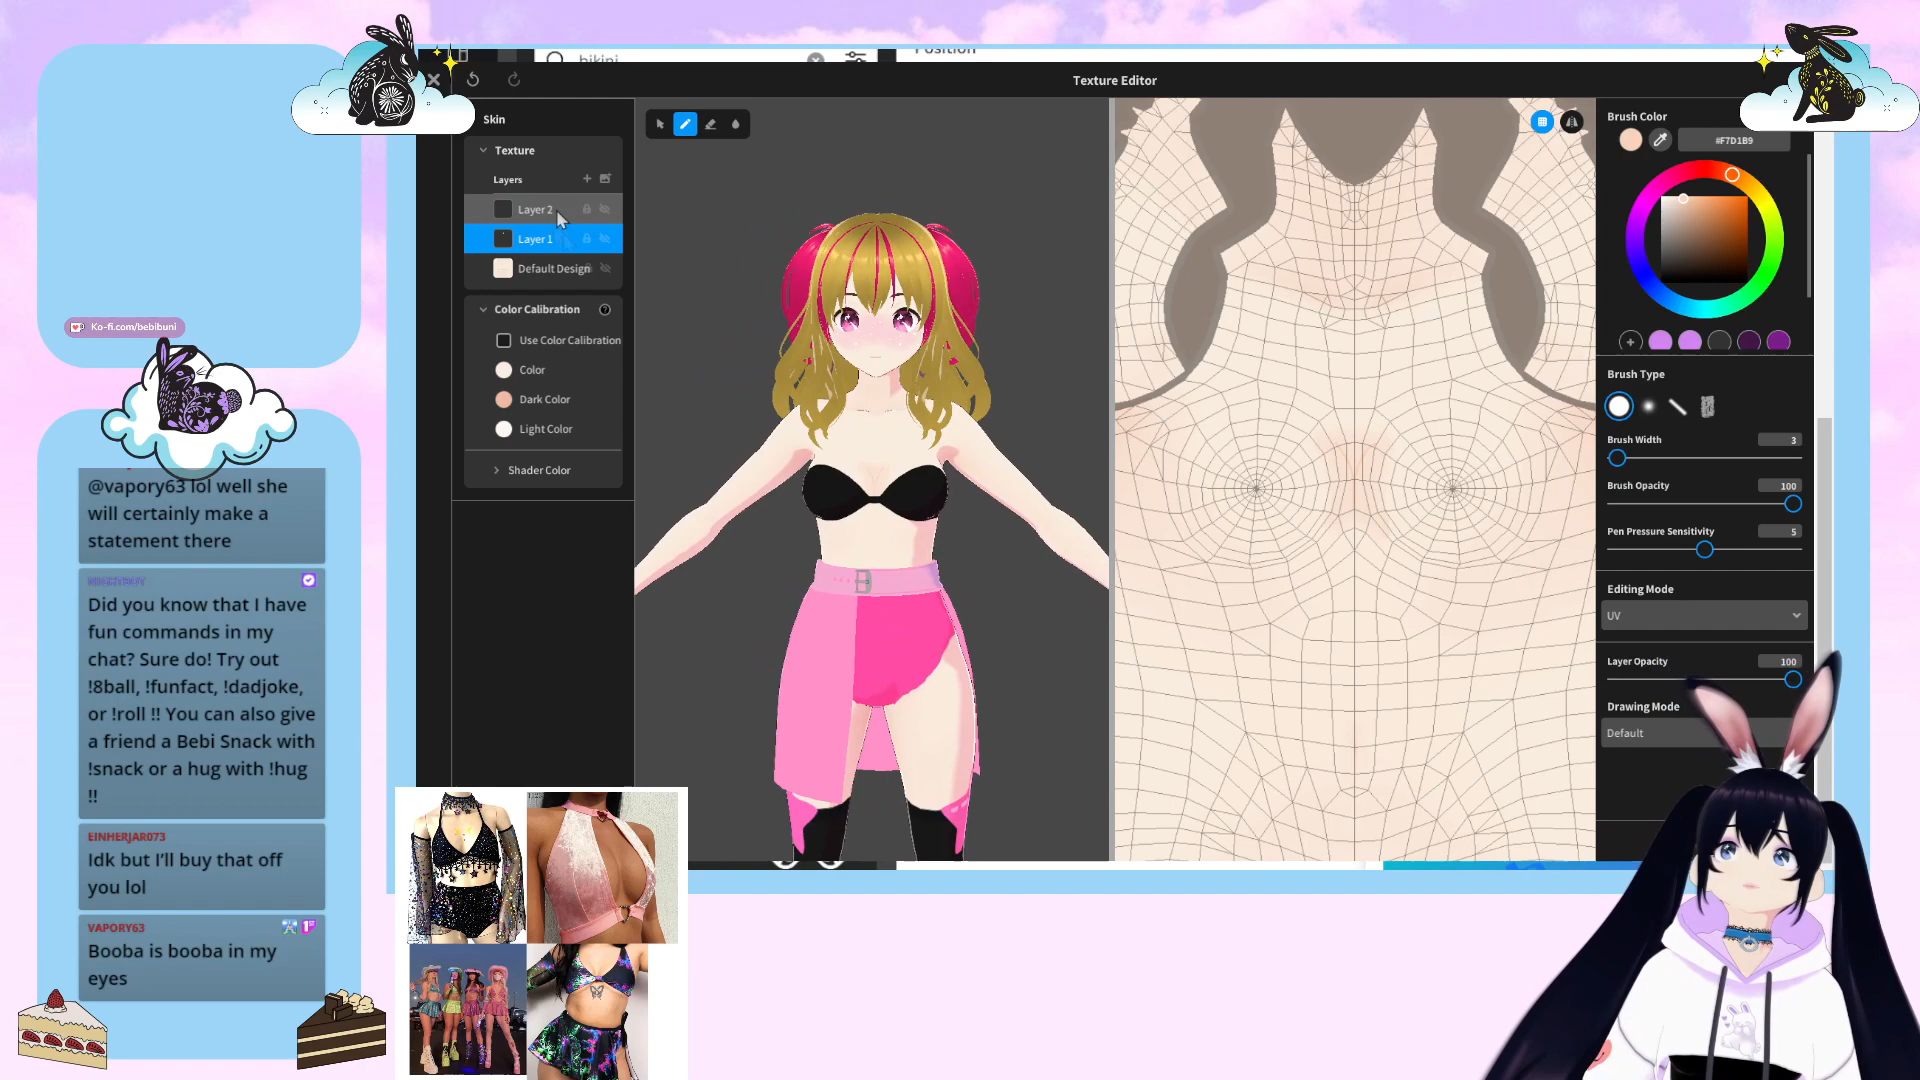 bikini
Position
Texture Editor
Skin
Texture
Layers
Layer 2
Layer 1
Default Design
Color Calibration
Use Color Calibration
Color
Dark Color
Light Color
Shader Color
Brush Color
#F7D1B9
Brush Type
Brush Width
3
Brush Opacity
100
Pen Pressure Sensitivity
5
Editing Mode
UV
Layer Opacity
100
Drawing Mode
Default
Ko-fi.com/bebibuni
@vapory63 lol well she
will certainly make a
statement there
NIGHTBOT
Did you know that I have
fun commands in my
chat? Sure do! Try out
!8ball, !funfact, !dadjoke,
or !roll !! You can also give
a friend a Bebi Snack with
!snack or a hug with !hug
!!
EINHERJAR073
Idk but I'll buy that off
you lol
VAPORY63
Booba is booba in my
eyes